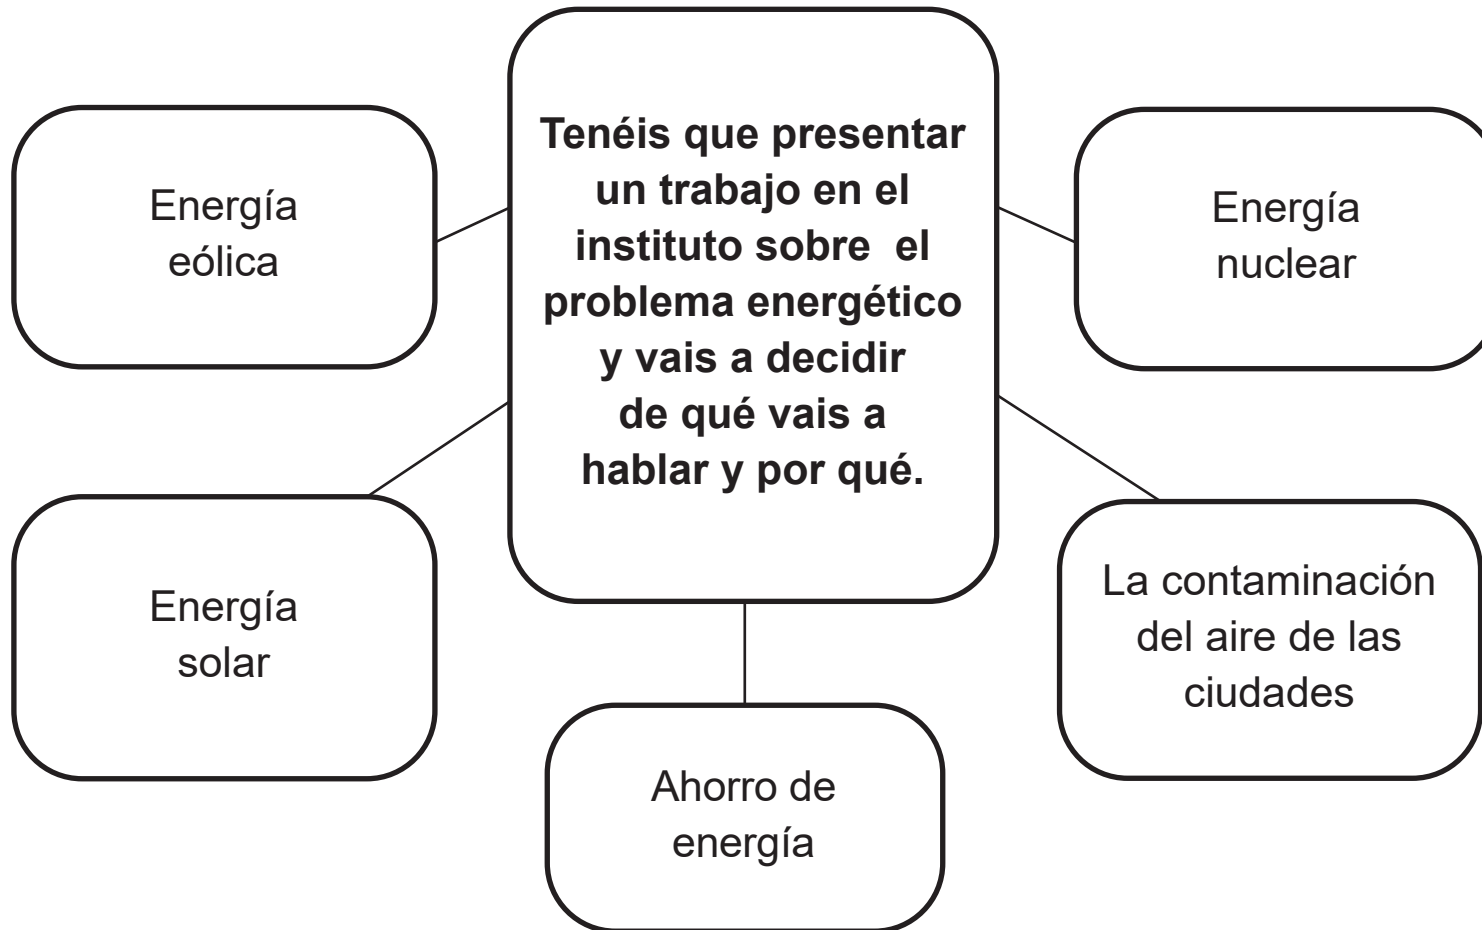 Tenéis que presentar
un trabajo en el
instituto sobre el
problema energético
y vais a decidir
de qué vais a
hablar y por qué.
Energía
eólica
Energía
nuclear
Energía
solar
La contaminación
del aire de las
ciudades
Ahorro de
energía